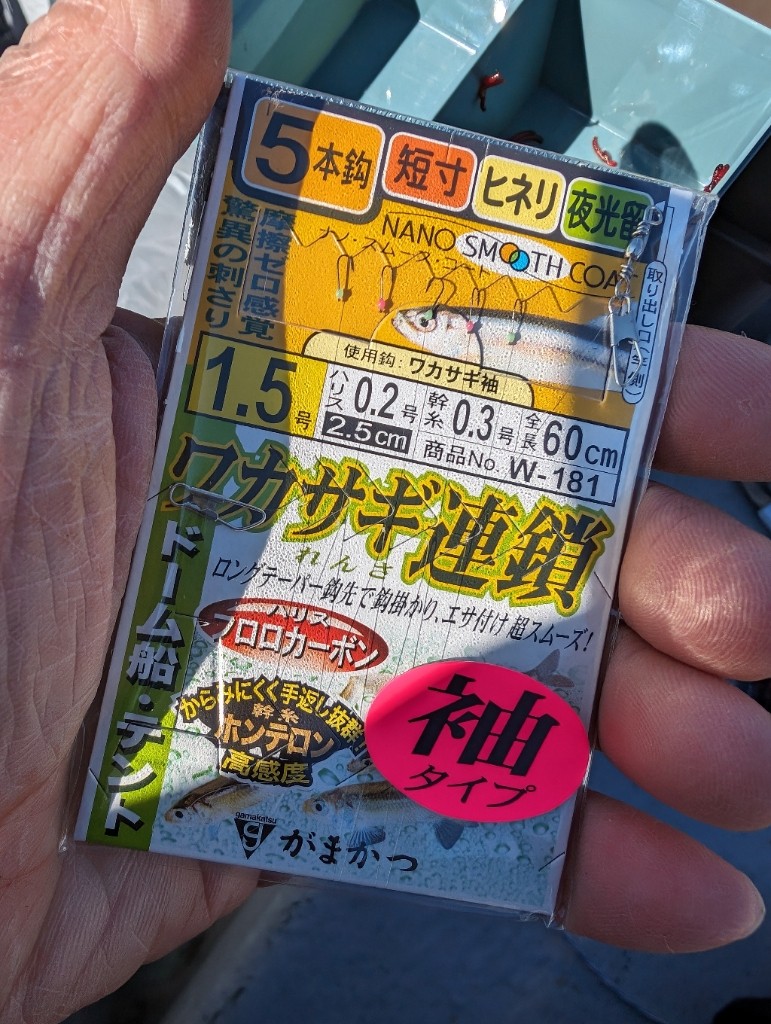 5本鈎 短寸 ヒネリ 夜光留
NANO SMOOTH COAT
ナノ・スムース・コート
摩擦ゼロ感覚
驚異の刺さり
取り出し口(竿側)
使用鈎:ワカサギ袖
1.5号
ハリス0.2号 幹糸0.3号 全長60cm
2.5cm 商品No. W-181
ワカサギ連鎖
れんさ
ロングテーパー鈎先で鈎掛かり、エサ付け超スムーズ!
ハリス
フロロカーボン
からみにくく手返し抜群!
幹糸
ホンテロン
高感度
袖
タイプ
ドーム船・テント
gamakatsu
g
がまかつ